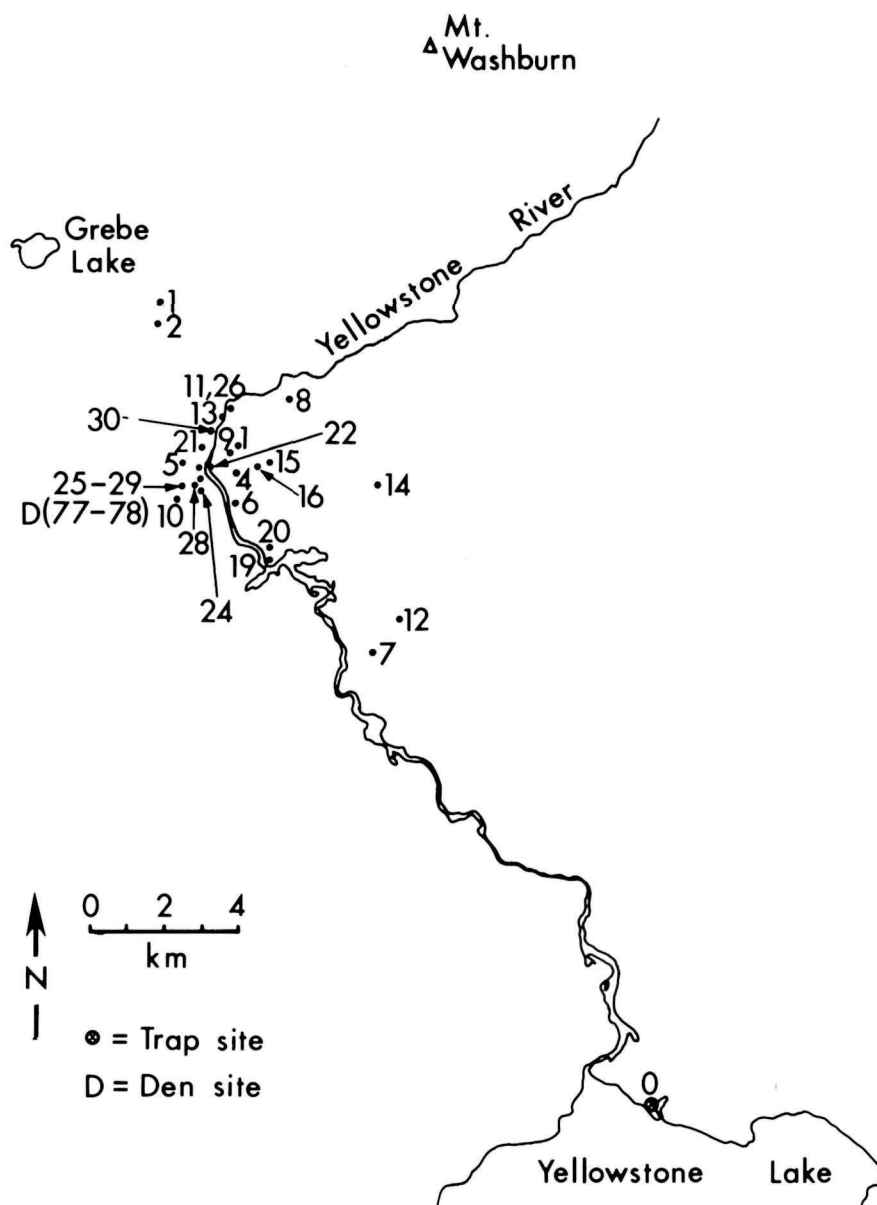 Mt.
Washburn
Yellowstone River
Grebe
Lake
1
2
11,26
8
13
30-
21
9,1
22
5
15
4
16
14
25-29
D(77-78)
10
6
28
20
19
24
12
7
0 2 4
km
N
= Trap site
D = Den site
0
Yellowstone Lake